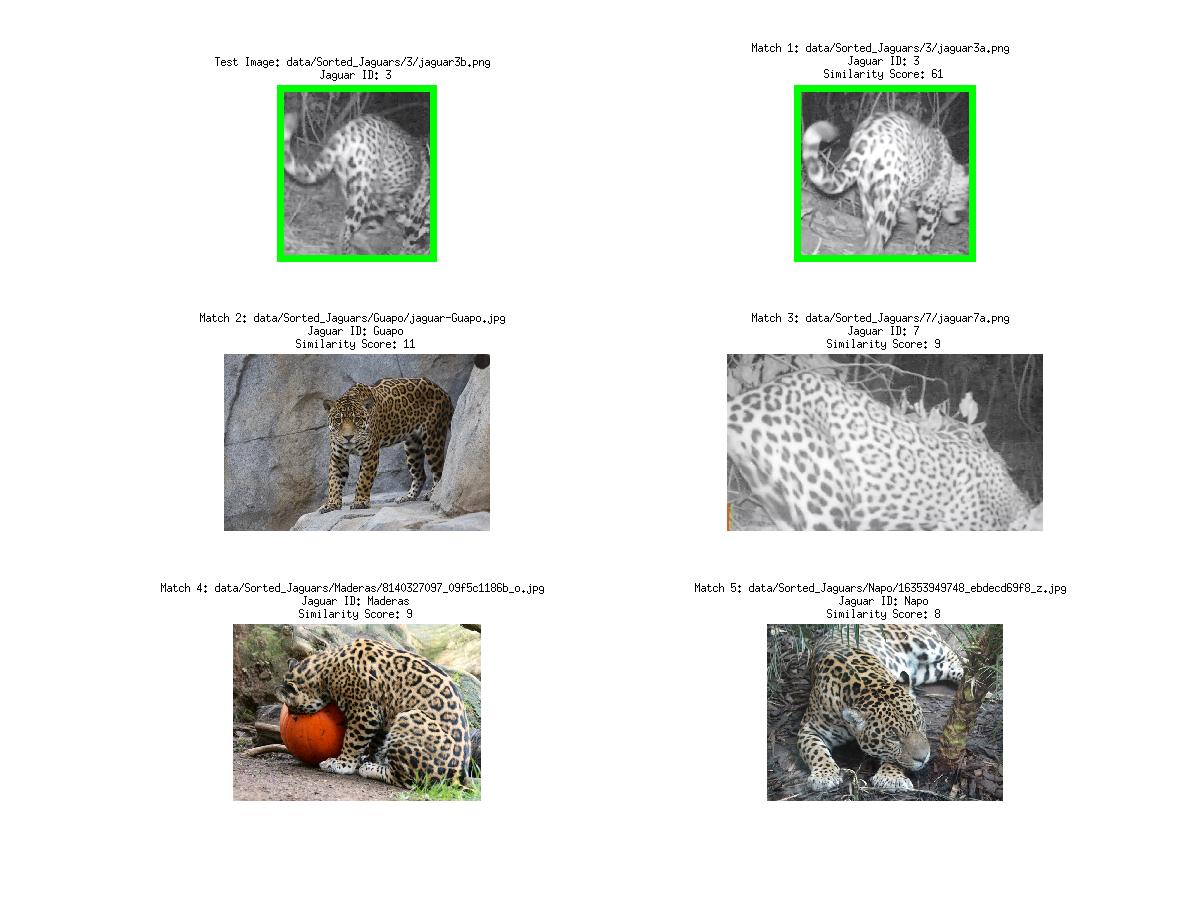 Test Image: data/Sorted_Jaguars/3/jaguar3b.png
Jaguar ID: 3
Match 1: data/Sorted_Jaguars/3/jaguar3a.png
Jaguar ID: 3
Similarity Score: 61
Match 2: data/Sorted_Jaguars/Guapo/jaguar-Guapo.jpg
Jaguar ID: Guapo
Similarity Score: 11
Match 3: data/Sorted_Jaguars/7/jaguar7a.png
Jaguar ID: 7
Similarity Score: 9
Match 4: data/Sorted_Jaguars/Maderas/8140327097_09f5c1186b_o.jpg
Jaguar ID: Maderas
Similarity Score: 9
Match 5: data/Sorted_Jaguars/Napo/16353949748_ebdecd69f8_z.jpg
Jaguar ID: Napo
Similarity Score: 8